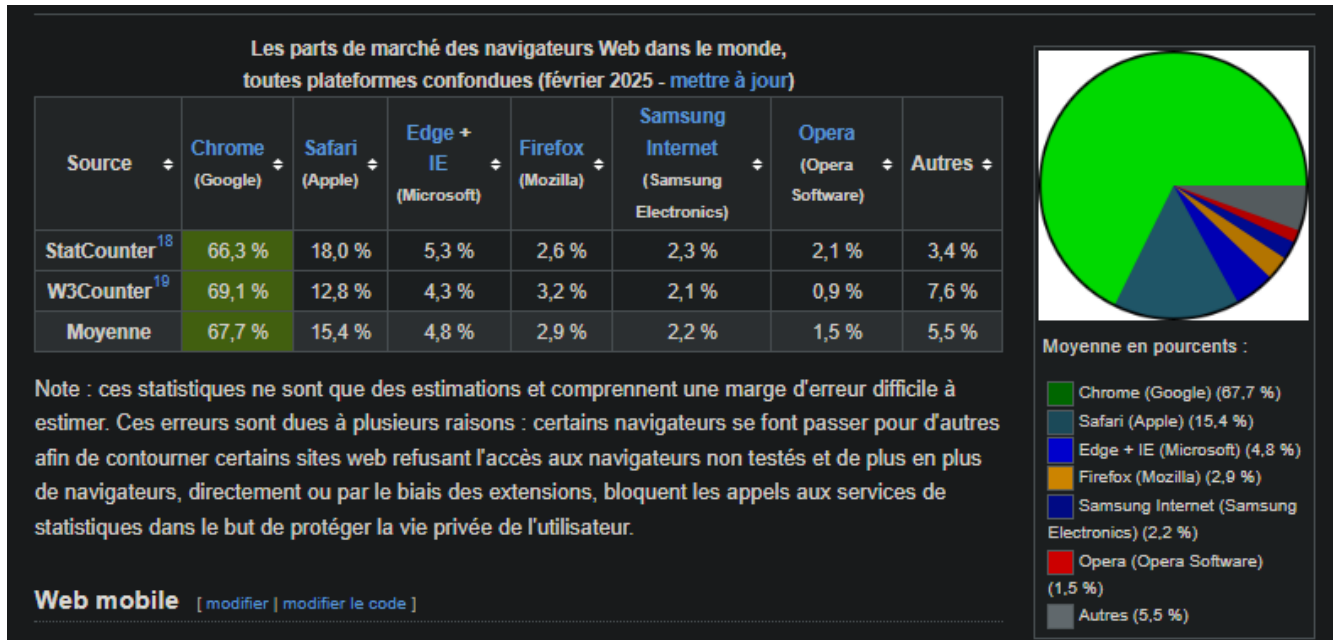 Les parts de marché des navigateurs Web dans le monde,
toutes plateformes confondues (février 2025 - mettre à jour)
Source Chrome (Google) Safari (Apple) Edge + IE (Microsoft) Firefox (Mozilla) Samsung Internet (Samsung Electronics) Opera (Opera Software) Autres
StatCounter18 66,3 % 18,0 % 5,3 % 2,6 % 2,3 % 2,1 % 3,4 %
W3Counter19 69,1 % 12,8 % 4,3 % 3,2 % 2,1 % 0,9 % 7,6 %
Moyenne 67,7 % 15,4 % 4,8 % 2,9 % 2,2 % 1,5 % 5,5 %
Note : ces statistiques ne sont que des estimations et comprennent une marge d'erreur difficile à
estimer. Ces erreurs sont dues à plusieurs raisons : certains navigateurs se font passer pour d'autres
afin de contourner certains sites web refusant l'accès aux navigateurs non testés et de plus en plus
de navigateurs, directement ou par le biais des extensions, bloquent les appels aux services de
statistiques dans le but de protéger la vie privée de l'utilisateur.
Web mobile [ modifier | modifier le code ]
Moyenne en pourcents :
Chrome (Google) (67,7 %)
Safari (Apple) (15,4 %)
Edge + IE (Microsoft) (4,8 %)
Firefox (Mozilla) (2,9 %)
Samsung Internet (Samsung
Electronics) (2,2 %)
Opera (Opera Software)
(1,5 %)
Autres (5,5 %)